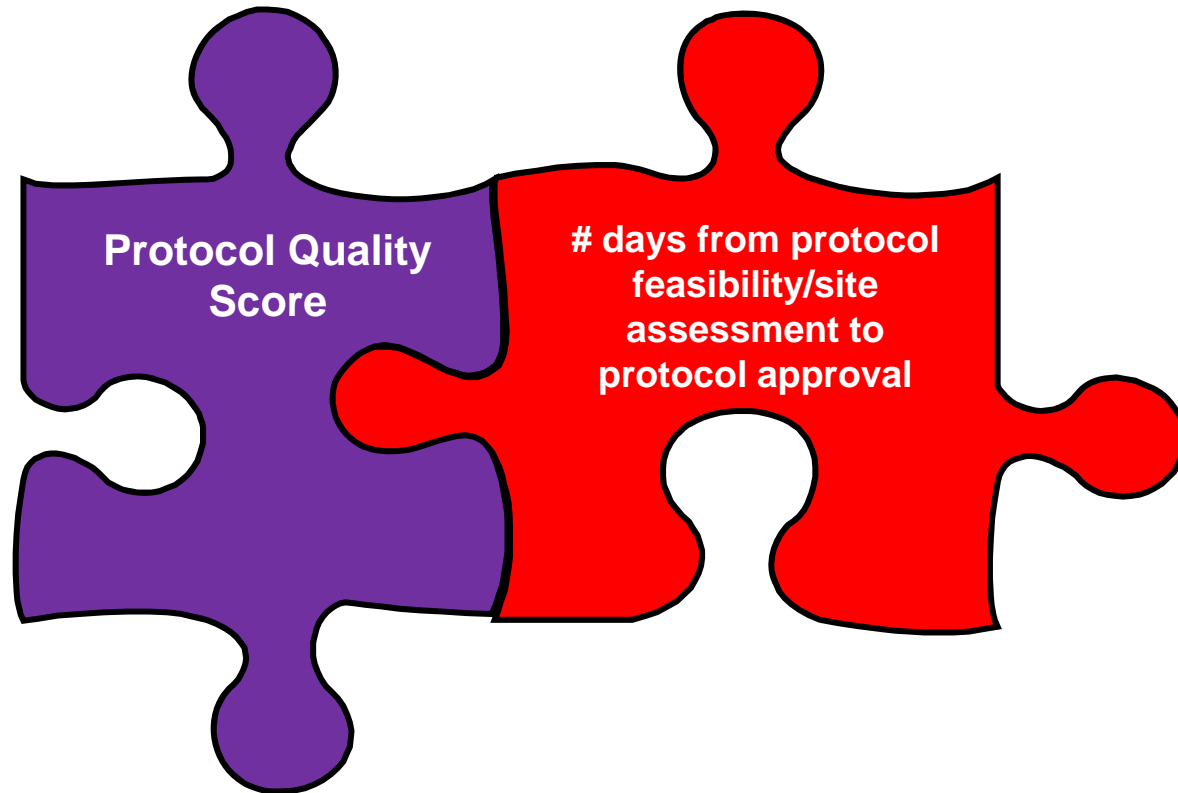 Protocol Quality
Score
# days from protocol
feasibility/site
assessment to
protocol approval